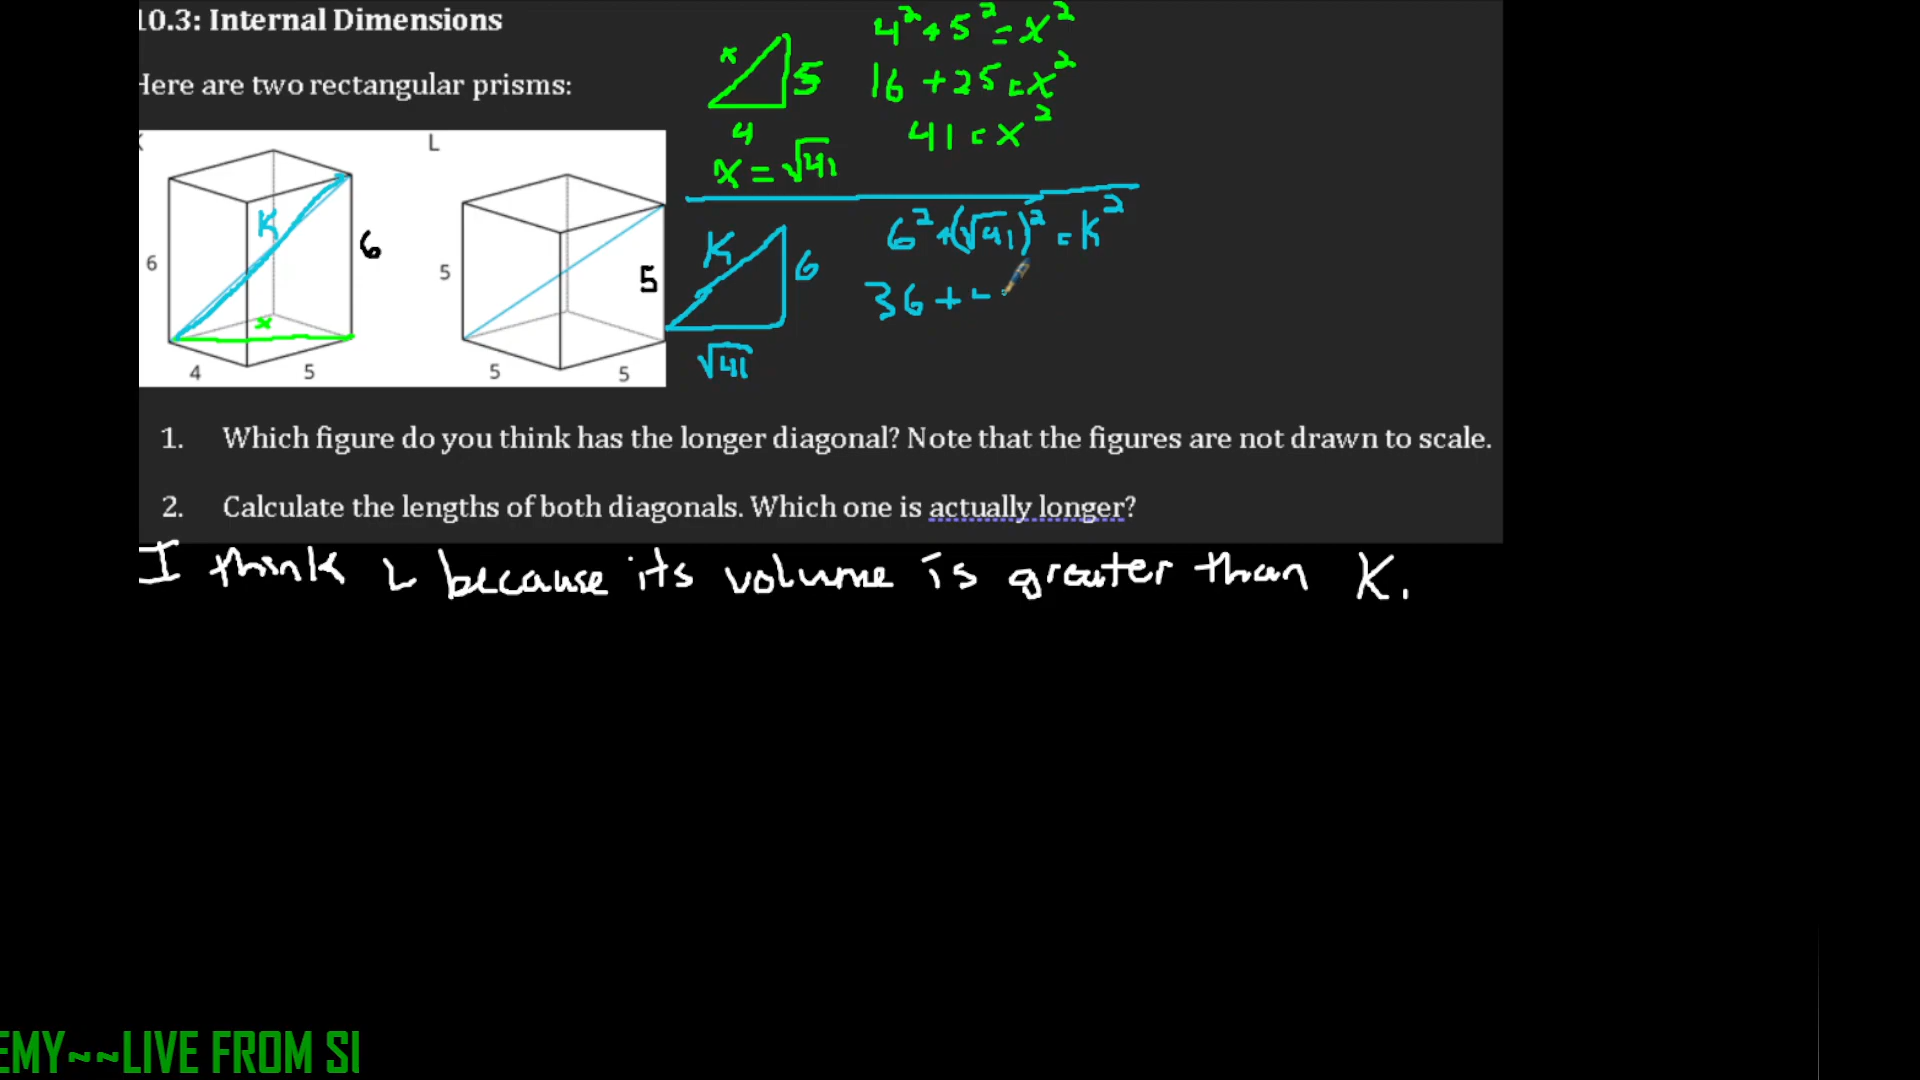 10.3: Internal Dimensions
Here are two rectangular prisms:
K
6
K
6
x
4
5
L
5
5
5
5
x
5
4
x = √41
4² + 5² = x²
16 + 25 = x²
41 = x²
K
6
√41
6² + (√41)² = K²
36 +
1. Which figure do you think has the longer diagonal? Note that the figures are not drawn to scale.
2. Calculate the lengths of both diagonals. Which one is actually longer?
I think L because its volume is greater than K.
EMY~~LIVE FROM SI